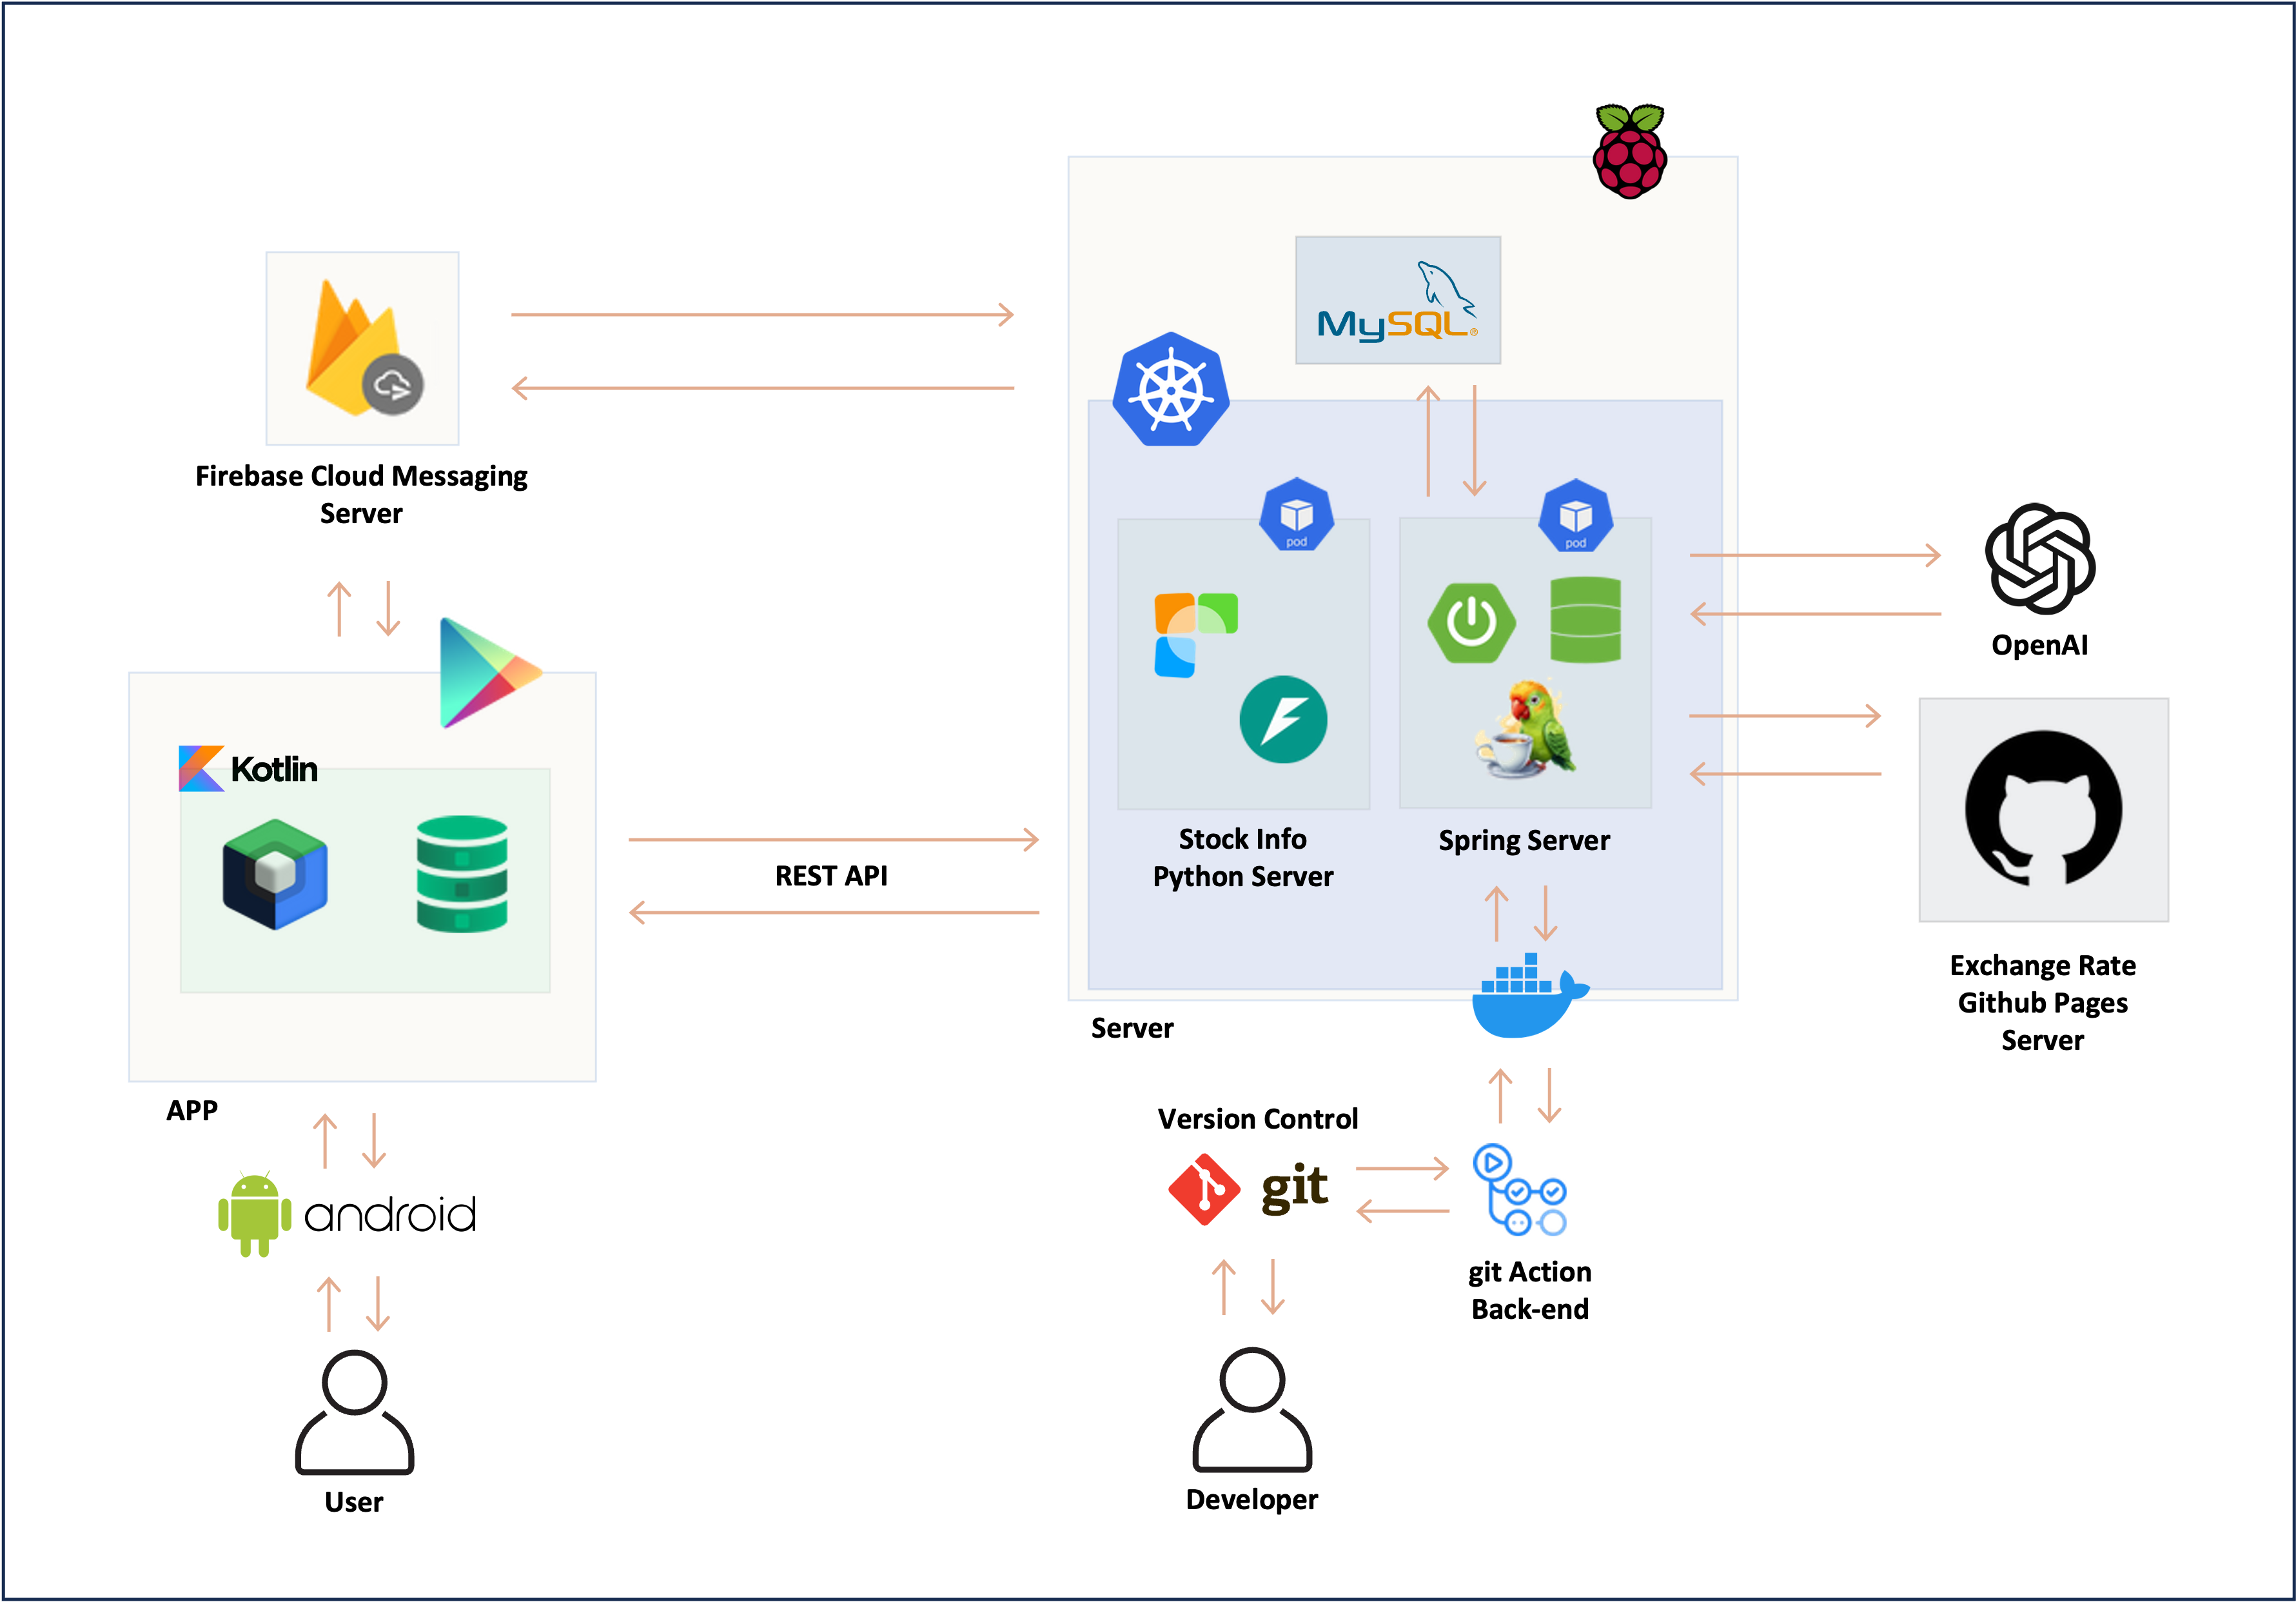 MySQL®
Firebase Cloud Messaging
Server
pod
pod
OpenAI
Kotlin
REST API
Stock Info
Python Server
Spring Server
Exchange Rate
Github Pages
Server
Server
APP
Version Control
git
android
git Action
Back-end
User
Developer